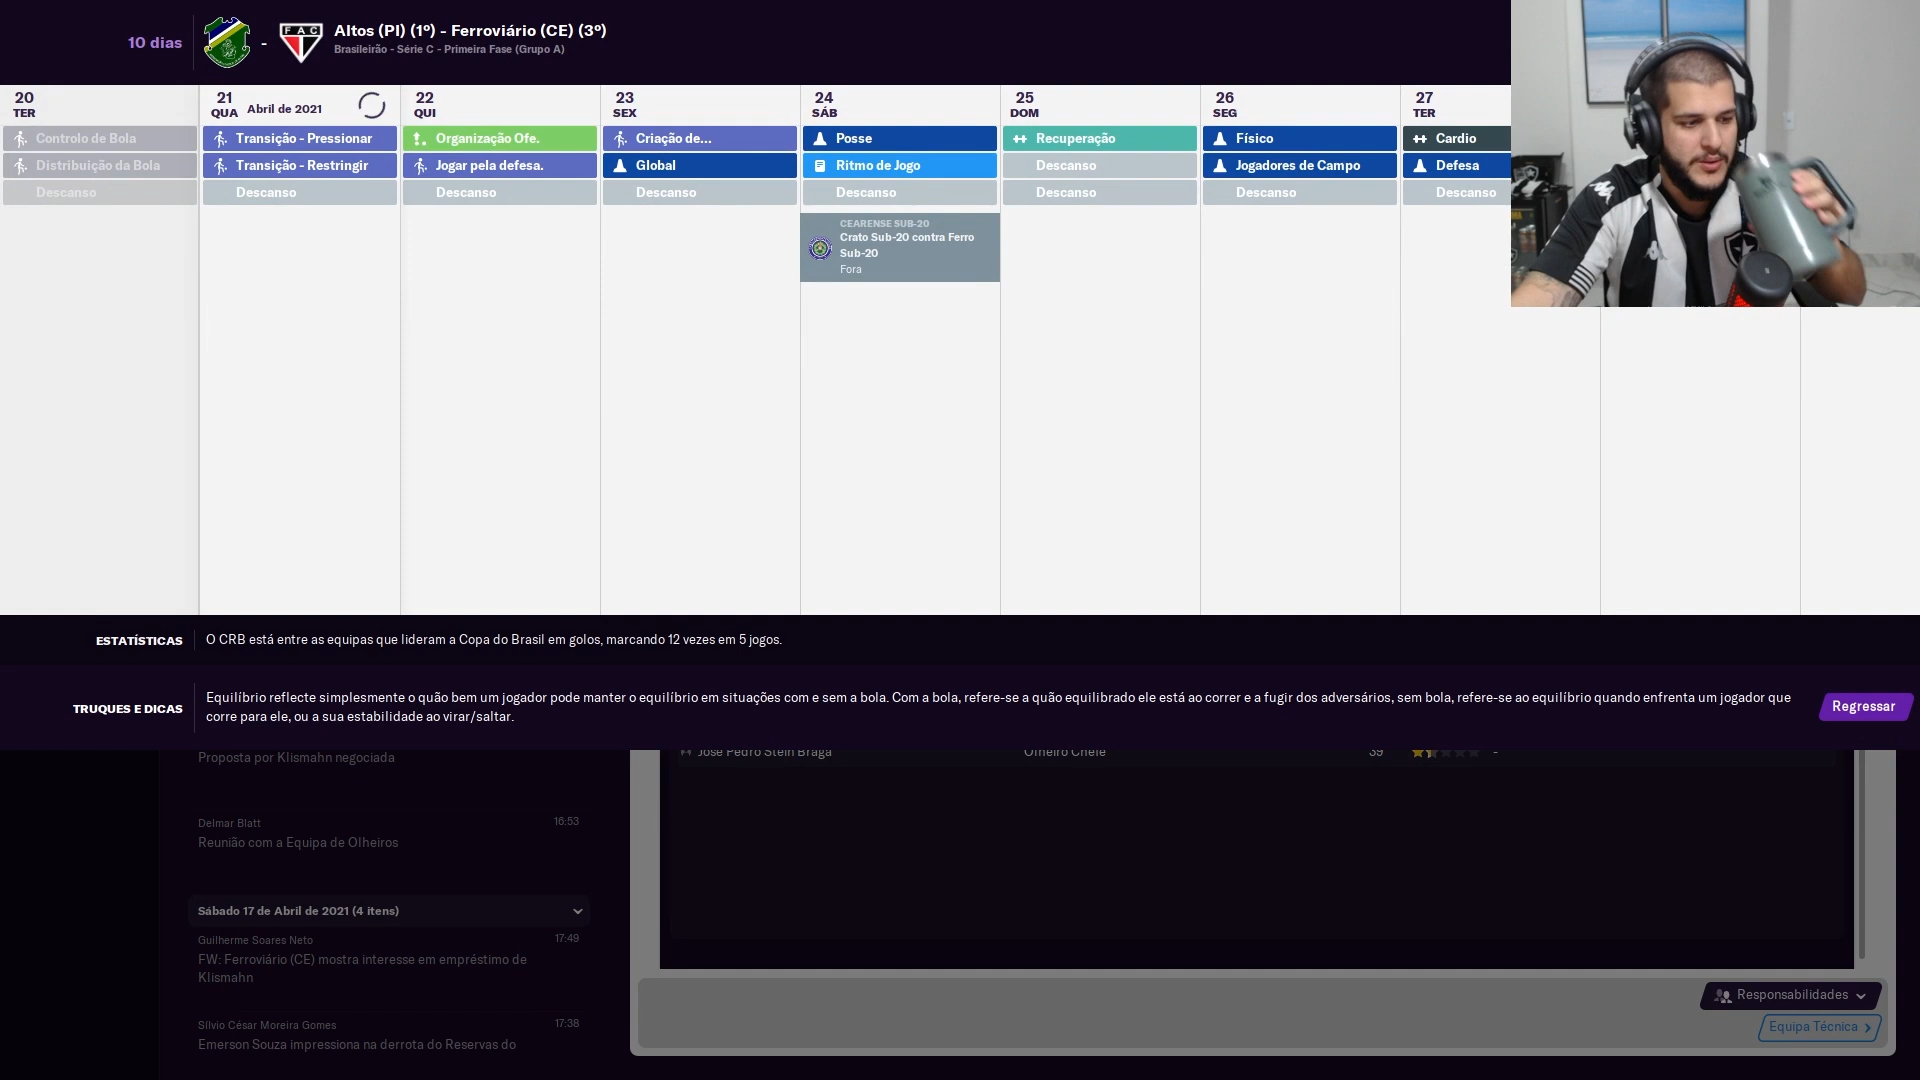 10 dias
-
FAC
Altos (PI) (1º) - Ferroviário (CE) (3º)
Brasileirão - Série C - Primeira Fase (Grupo A)
20
TER
21
QUA Abril de 2021
22
QUI
23
SEX
24
SÁB
25
DOM
26
SEG
27
TER
Controlo de Bola
Transição - Pressionar
Organização Ofe.
Criação de...
Posse
Recuperação
Físico
Cardio
Distribuição da Bola
Transição - Restringir
Jogar pela defesa.
Global
Ritmo de Jogo
Descanso
Jogadores de Campo
Defesa
Descanso
Descanso
Descanso
Descanso
Descanso
Descanso
Descanso
Descanso
CEARENSE SUB-20
Crato Sub-20 contra Ferro
Sub-20
Fora
ESTATÍSTICAS
O CRB está entre as equipas que lideram a Copa do Brasil em golos, marcando 12 vezes em 5 jogos.
TRUQUES E DICAS
Equilíbrio reflecte simplesmente o quão bem um jogador pode manter o equilíbrio em situações com e sem a bola. Com a bola, refere-se a quão equilibrado ele está ao correr e a fugir dos adversários, sem bola, refere-se ao equilíbrio quando enfrenta um jogador que
corre para ele, ou a sua estabilidade ao virar/saltar.
Regressar
José Pedro Stein Braga
Olheiro Chefe
39
-
Proposta por Klismahn negociada
Delmar Blatt
16:53
Reunião com a Equipa de Olheiros
Sábado 17 de Abril de 2021 (4 itens)
Guilherme Soares Neto
17:49
FW: Ferroviário (CE) mostra interesse em empréstimo de
Klismahn
Sílvio César Moreira Gomes
17:38
Emerson Souza impressiona na derrota do Reservas do
Responsabilidades
Equipa Técnica